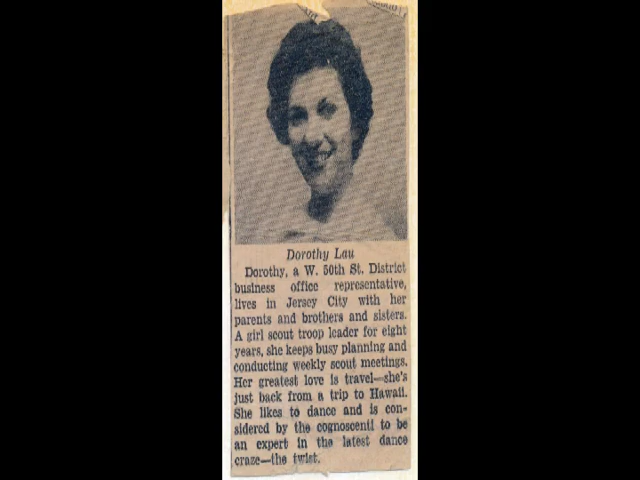 Dorothy Lau
Dorothy, a W. 50th St. District
business office representative,
lives in Jersey City with her
parents and brothers and sisters.
A girl scout troop leader for eight
years, she keeps busy planning and
conducting weekly scout meetings.
Her greatest love is travel—she's
just back from a trip to Hawaii.
She likes to dance and is con-
sidered by the cognoscenti to be
an expert in the latest dance
craze—the twist.